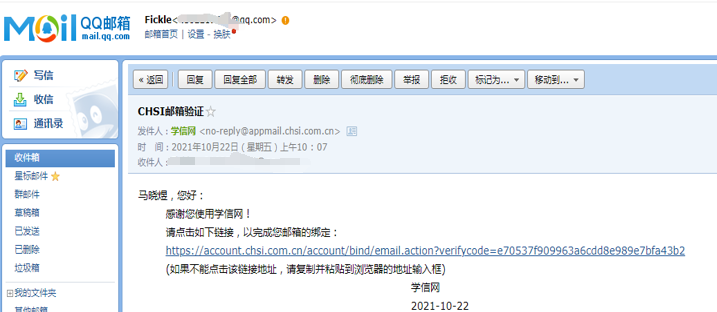 Mail QQ邮箱
mail.qq.com
Fickle<@qq.com>
邮箱首页 | 设置 - 换肤
写信
收信
通讯录
« 返回 回复 回复全部 转发 删除 彻底删除 举报 拒收 标记为... 移动到...
CHSI邮箱验证☆
发件人：学信网 <no-reply@appmail.chsi.com.cn>
时 间：2021年10月22日 (星期五) 上午10：07
收件人：
收件箱
星标邮件
群邮件
草稿箱
已发送
已删除
垃圾箱
我的文件夹
其他邮箱
马晓煜，您好：
感谢您使用学信网！
请点击如下链接，以完成您邮箱的绑定：
https://account.chsi.com.cn/account/bind/email.action?verifycode=e70537f909963a6cdd8e989e7bfa43b2
(如果不能点击该链接地址，请复制并粘贴到浏览器的地址输入框)
学信网
2021-10-22